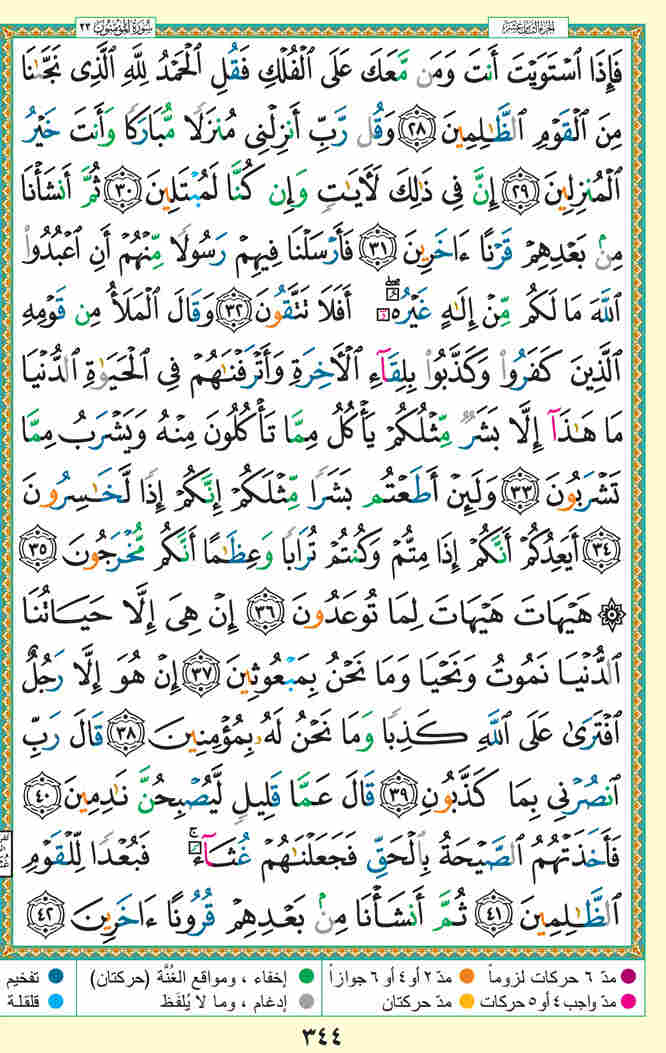 سُورَةُ المُؤْمِنُون ٢٣
الجزء الثامن عشر
فَإِذَا ٱسْتَوَيْتَ أَنتَ وَمَن مَّعَكَ عَلَى ٱلْفُلْكِ فَقُلِ ٱلْحَمْدُ لِلَّهِ ٱلَّذِى نَجَّىٰنَا
مِنَ ٱلْقَوْمِ ٱلظَّـٰلِمِينَ ٢٨ وَقُل رَّبِّ أَنزِلْنِى مُنزَلًا مُّبَارَكًا وَأَنتَ خَيْرُ
ٱلْمُنزِلِينَ ٢٩ إِنَّ فِى ذَٰلِكَ لَـَٔايَـٰتٍ وَإِن كُنَّا لَمُبْتَلِينَ ٣٠ ثُمَّ أَنشَأْنَا
مِنۢ بَعْدِهِمْ قَرْنًا ءَاخَرِينَ ٣١ فَأَرْسَلْنَا فِيهِمْ رَسُولًا مِّنْهُمْ أَنِ ٱعْبُدُوا۟
ٱللَّهَ مَا لَكُم مِّنْ إِلَـٰهٍ غَيْرُهُۥٓ أَفَلَا تَتَّقُونَ ٣٢ وَقَالَ ٱلْمَلَأُ مِن قَوْمِهِ
ٱلَّذِينَ كَفَرُوا۟ وَكَذَّبُوا۟ بِلِقَآءِ ٱلْـَٔاخِرَةِ وَأَتْرَفْنَـٰهُمْ فِى ٱلْحَيَوٰةِ ٱلدُّنْيَا
مَا هَـٰذَآ إِلَّا بَشَرٌ مِّثْلُكُمْ يَأْكُلُ مِمَّا تَأْكُلُونَ مِنْهُ وَيَشْرَبُ مِمَّا
تَشْرَبُونَ ٣٣ وَلَئِنْ أَطَعْتُم بَشَرًا مِّثْلَكُمْ إِنَّكُمْ إِذًا لَّخَـٰسِرُونَ
٣٤ أَيَعِدُكُمْ أَنَّكُمْ إِذَا مِتُّمْ وَكُنتُمْ تُرَابًا وَعِظَـٰمًا أَنَّكُم مُّخْرَجُونَ ٣٥
۞ هَيْهَاتَ هَيْهَاتَ لِمَا تُوعَدُونَ ٣٦ إِنْ هِىَ إِلَّا حَيَاتُنَا
ٱلدُّنْيَا نَمُوتُ وَنَحْيَا وَمَا نَحْنُ بِمَبْعُوثِينَ ٣٧ إِنْ هُوَ إِلَّا رَجُلٌ
ٱفْتَرَىٰ عَلَى ٱللَّهِ كَذِبًا وَمَا نَحْنُ لَهُۥ بِمُؤْمِنِينَ ٣٨ قَالَ رَبِّ
ٱنصُرْنِى بِمَا كَذَّبُونِ ٣٩ قَالَ عَمَّا قَلِيلٍ لَّيُصْبِحُنَّ نَـٰدِمِينَ ٤٠
فَأَخَذَتْهُمُ ٱلصَّيْحَةُ بِٱلْحَقِّ فَجَعَلْنَـٰهُمْ غُثَآءً فَبُعْدًا لِّلْقَوْمِ
ٱلظَّـٰلِمِينَ ٤١ ثُمَّ أَنشَأْنَا مِنۢ بَعْدِهِمْ قُرُونًا ءَاخَرِينَ ٤٢
مدّ ٦ حركات لزوماً
مدّ ٢ أو ٤ أو ٦ جوازاً
إخفاء ، ومواقع الغُنَّة (حركتان)
تفخيم
مدّ واجب ٤ أو ٥ حركات
مدّ حركتان
إدغام ، وما لا يُلفَظ
قلقلة
٣٤٤